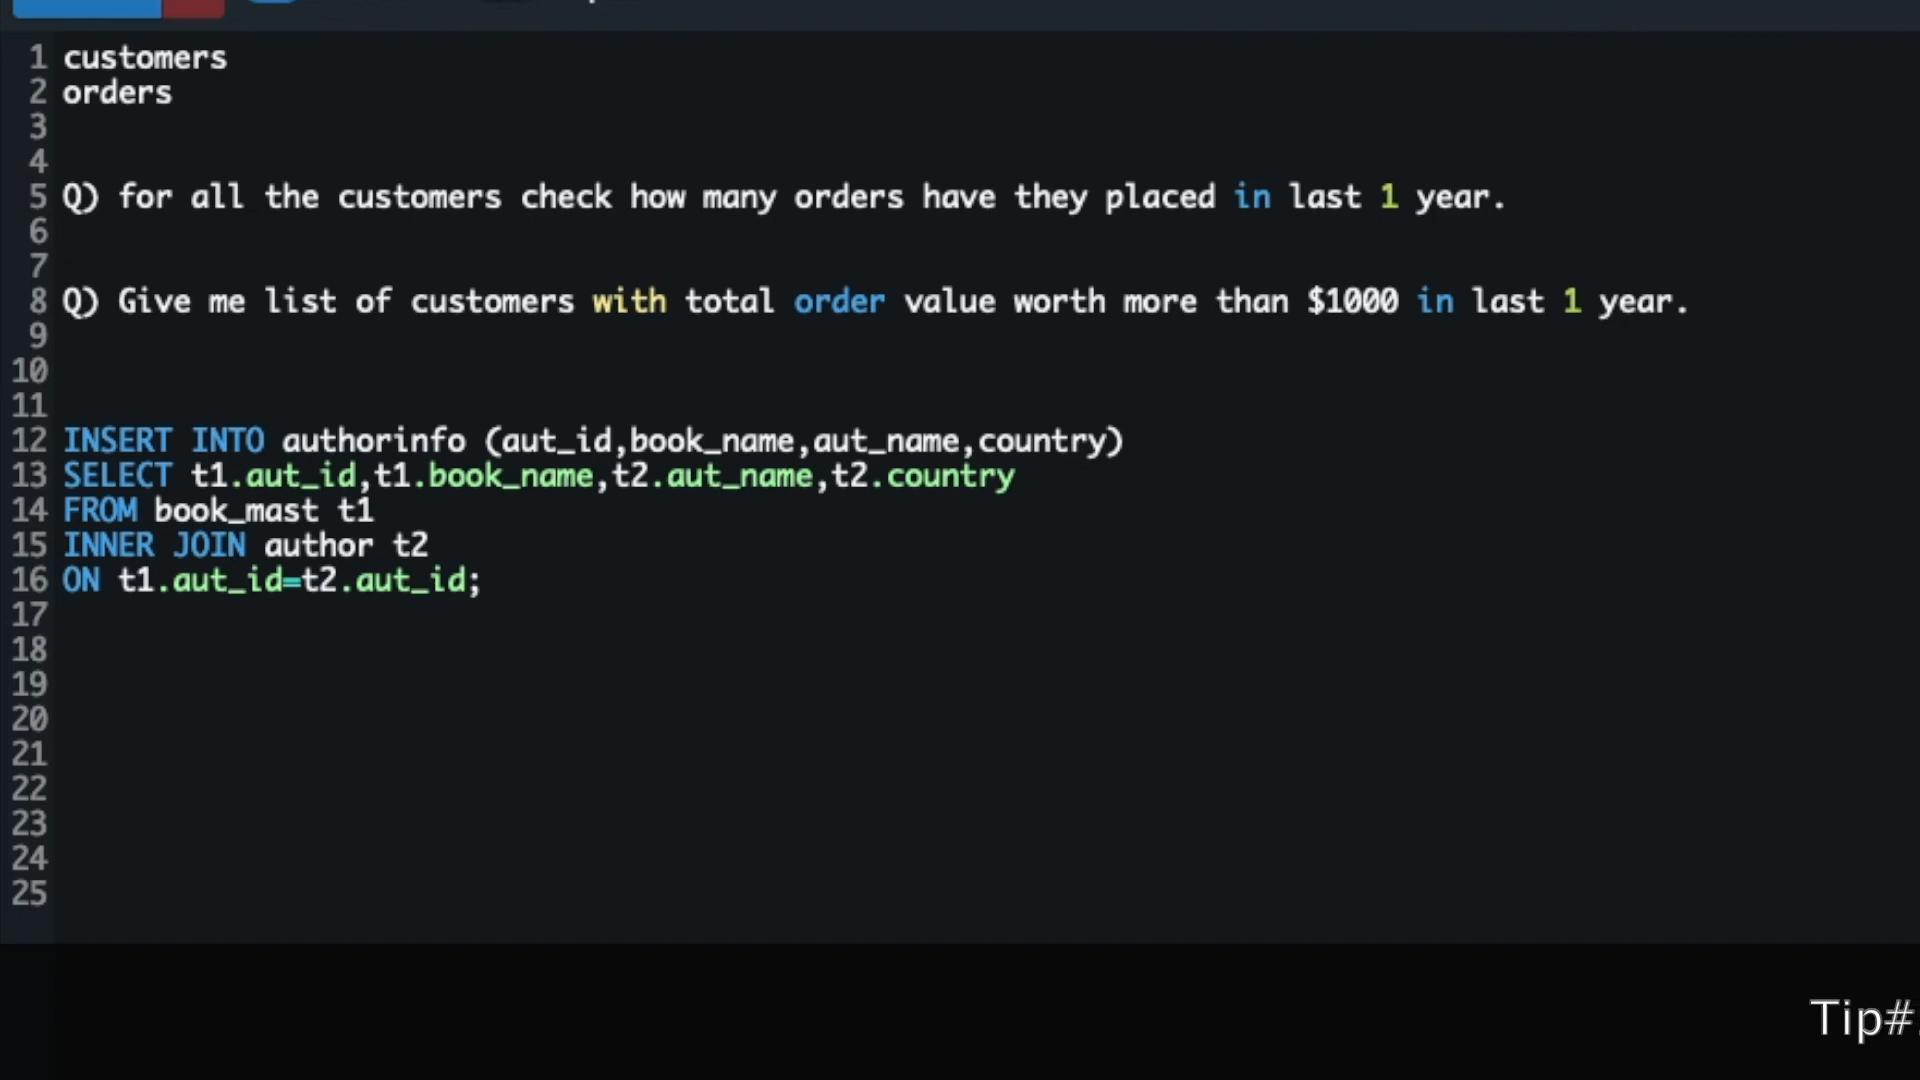 1 customers
2 orders
3
4
5 Q) for all the customers check how many orders have they placed in last 1 year.
6
7
8 Q) Give me list of customers with total order value worth more than $1000 in last 1 year.
9
10
11
12 INSERT INTO authorinfo (aut_id,book_name,aut_name,country)
13 SELECT t1.aut_id,t1.book_name,t2.aut_name,t2.country
14 FROM book_mast t1
15 INNER JOIN author t2
16 ON t1.aut_id=t2.aut_id;
17
18
19
20
21
22
23
24
25
Tip#